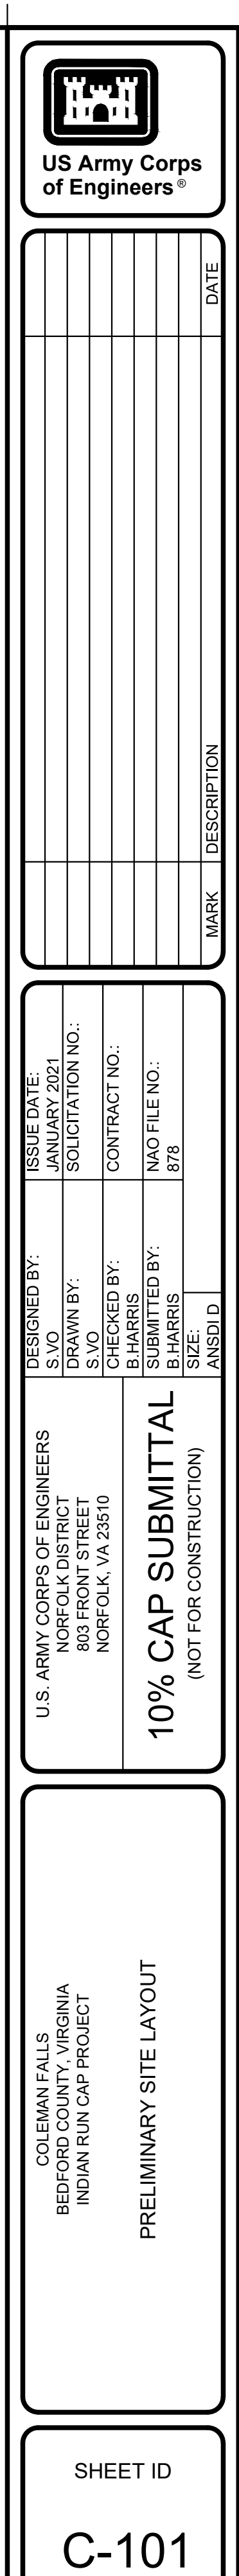 US Army Corps
of Engineers ®
DATE
DESCRIPTION
MARK
DESIGNED BY:
S.VO
ISSUE DATE:
JANUARY 2021
DRAWN BY:
S.VO
SOLICITATION NO.:
CHECKED BY:
B.HARRIS
CONTRACT NO.:
SUBMITTED BY:
B.HARRIS
NAO FILE NO.:
878
SIZE:
ANSDI D
U.S. ARMY CORPS OF ENGINEERS
NORFOLK DISTRICT
803 FRONT STREET
NORFOLK, VA 23510
10% CAP SUBMITTAL
(NOT FOR CONSTRUCTION)
COLEMAN FALLS
BEDFORD COUNTY, VIRGINIA
INDIAN RUN CAP PROJECT
PRELIMINARY SITE LAYOUT
SHEET ID
C-101